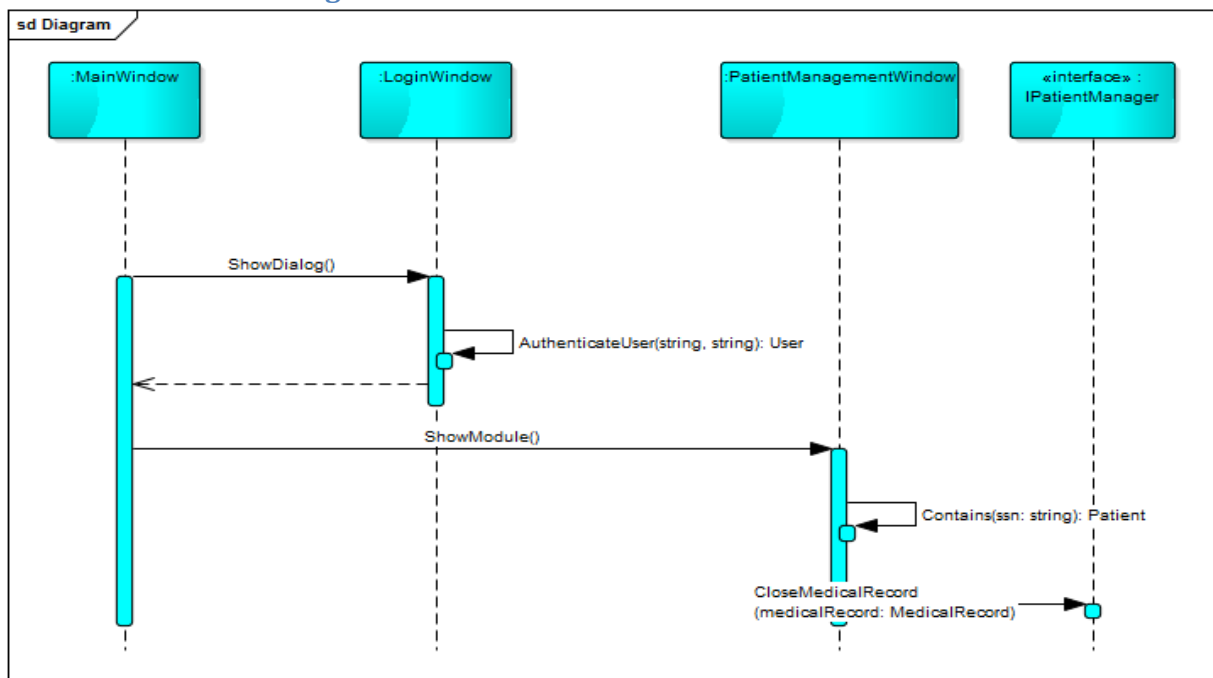 sd Diagram
:MainWindow
:LoginWindow
:PatientManagementWindow
«interface» :
IPatientManager
ShowDialog()
AuthenticateUser(string, string): User
ShowModule()
Contains(ssn: string): Patient
CloseMedicalRecord
(medicalRecord: MedicalRecord)